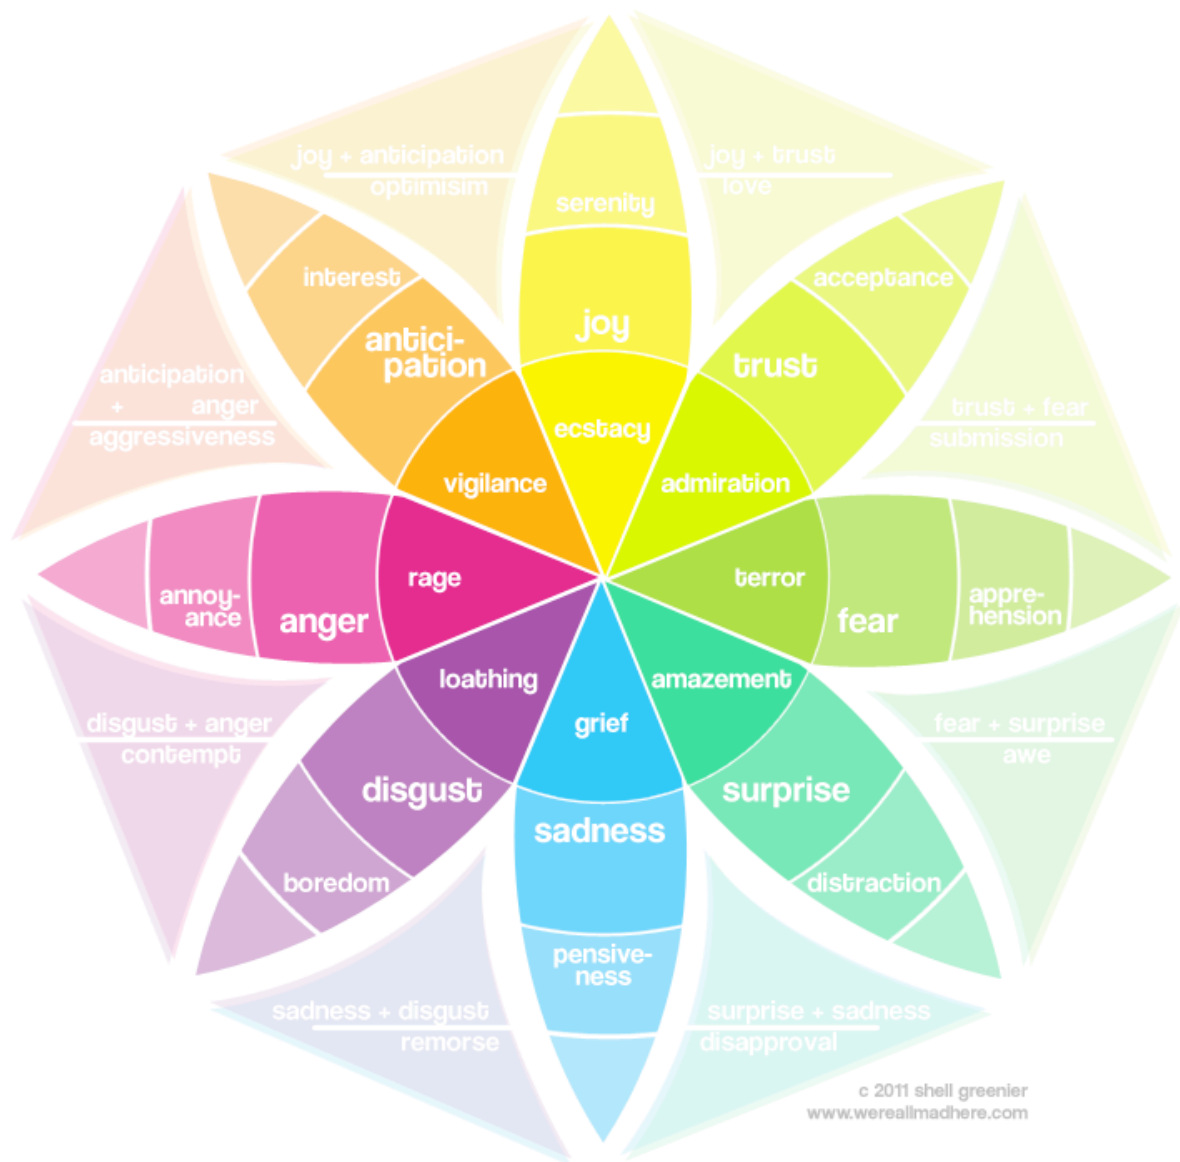 joy + anticipation
optimisim
joy + trust
love
serenity
interest
acceptance
joy
antici-
pation
trust
anticipation
+ anger
aggressiveness
trust + fear
submission
ecstacy
vigilance
admiration
rage
terror
annoy-
ance
anger
fear
appre-
hension
loathing
amazement
grief
disgust + anger
contempt
fear + surprise
awe
disgust
surprise
sadness
boredom
distraction
pensive-
ness
sadness + disgust
remorse
surprise + sadness
disapproval
c 2011 shell greenier
www.wereallmadhere.com